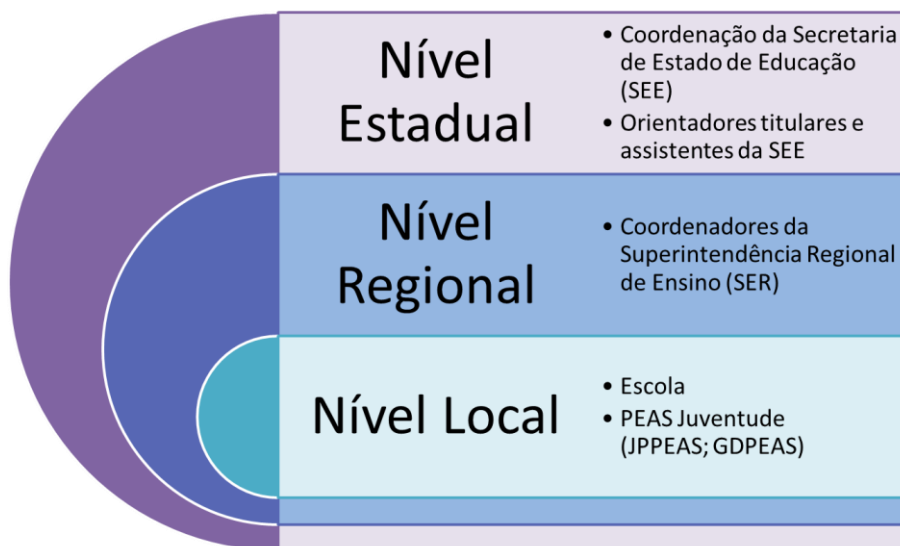 Nível
Estadual
• Coordenação da Secretaria
de Estado de Educação
(SEE)
• Orientadores titulares e
assistentes da SEE
Nível
Regional
• Coordenadores da
Superintendência Regional
de Ensino (SER)
Nível Local
• Escola
• PEAS Juventude
(JPPEAS; GDPEAS)